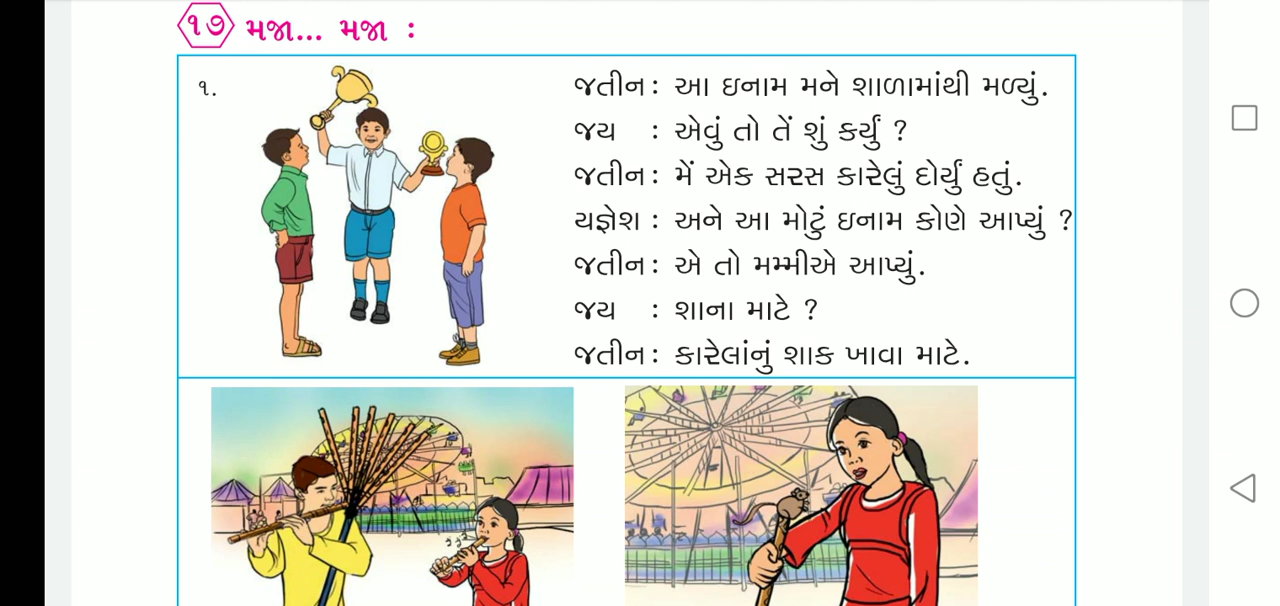 ૧૭ મજા... મજા :
૧.
જતીન : આ ઇનામ મને શાળામાંથી મળ્યું.
જય : એવું તો તેં શું કર્યું ?
જતીન : મેં એક સરસ કારેલું દોર્યું હતું.
યજ્ઞેશ : અને આ મોટું ઇનામ કોણે આપ્યું ?
જતીન : એ તો મમ્મીએ આપ્યું.
જય : શાના માટે ?
જતીન : કારેલાંનું શાક ખાવા માટે.